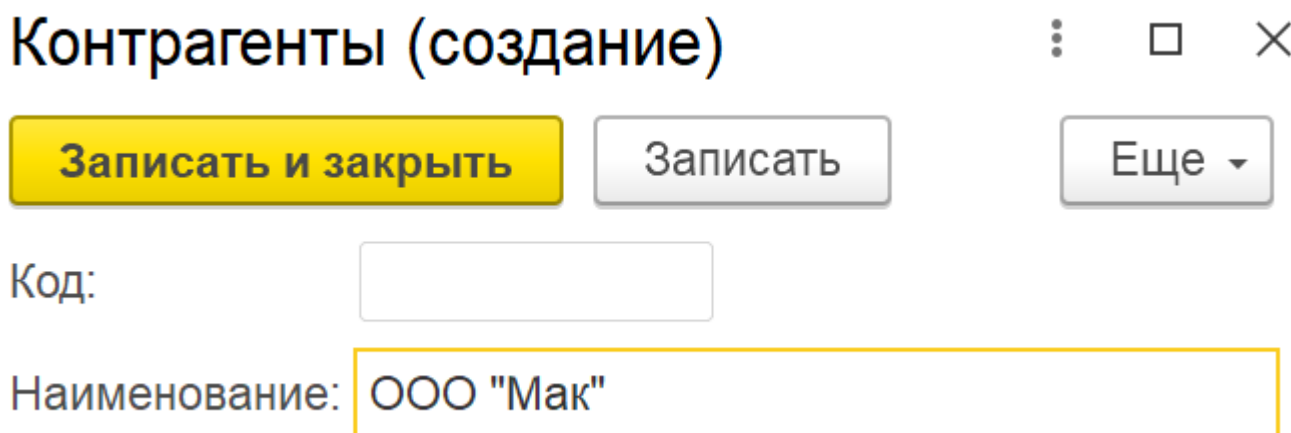 Контрагенты (создание)
Записать и закрыть Записать Еще
Код:
Наименование: ООО "Мак"